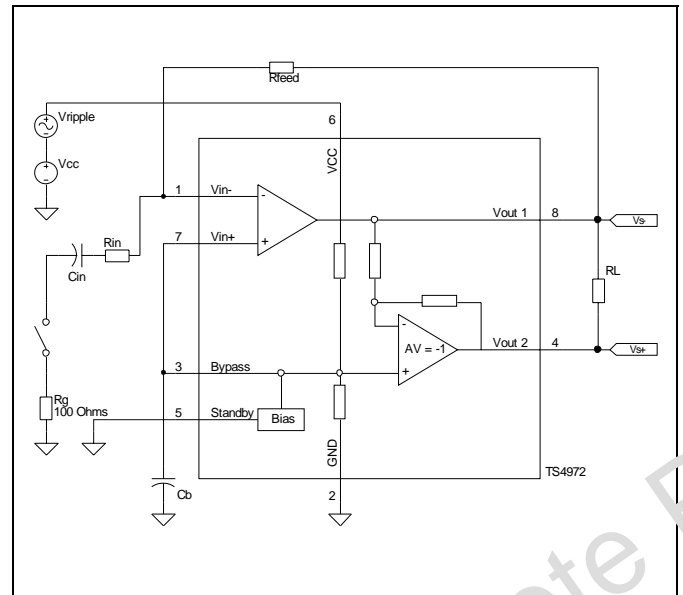 Rfeed
Vripple
6
VCC
Vcc
1 Vin- - Vout 1 8 Vs-
7 Vin+ +
Rin
Cin
RL
-
AV = -1 Vout 2 4 Vs+
+
3 Bypass
Rg
100 Ohms
5 Standby Bias
GND
TS4972
Cb
2